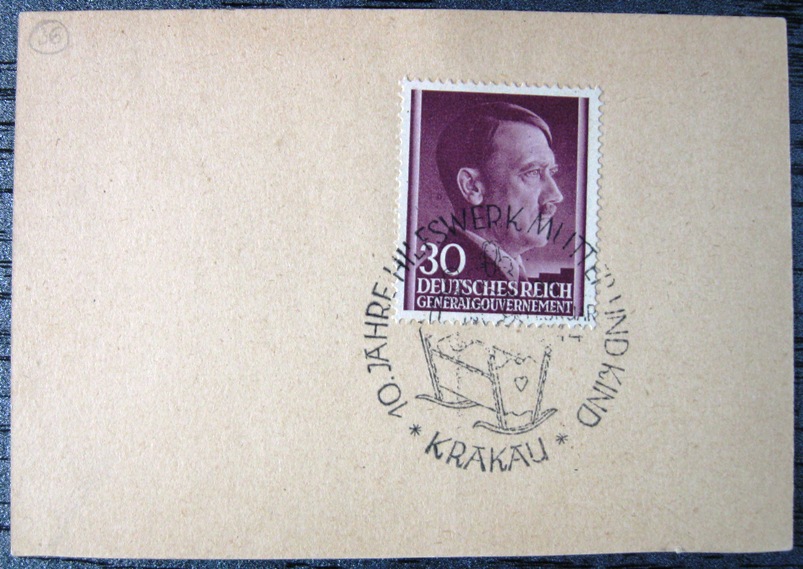 36
30
DEUTSCHES REICH
GENERALGOUVERNEMENT
10. JAHRE HILFSWERK MUTTER UND KIND
* KRAKAU *